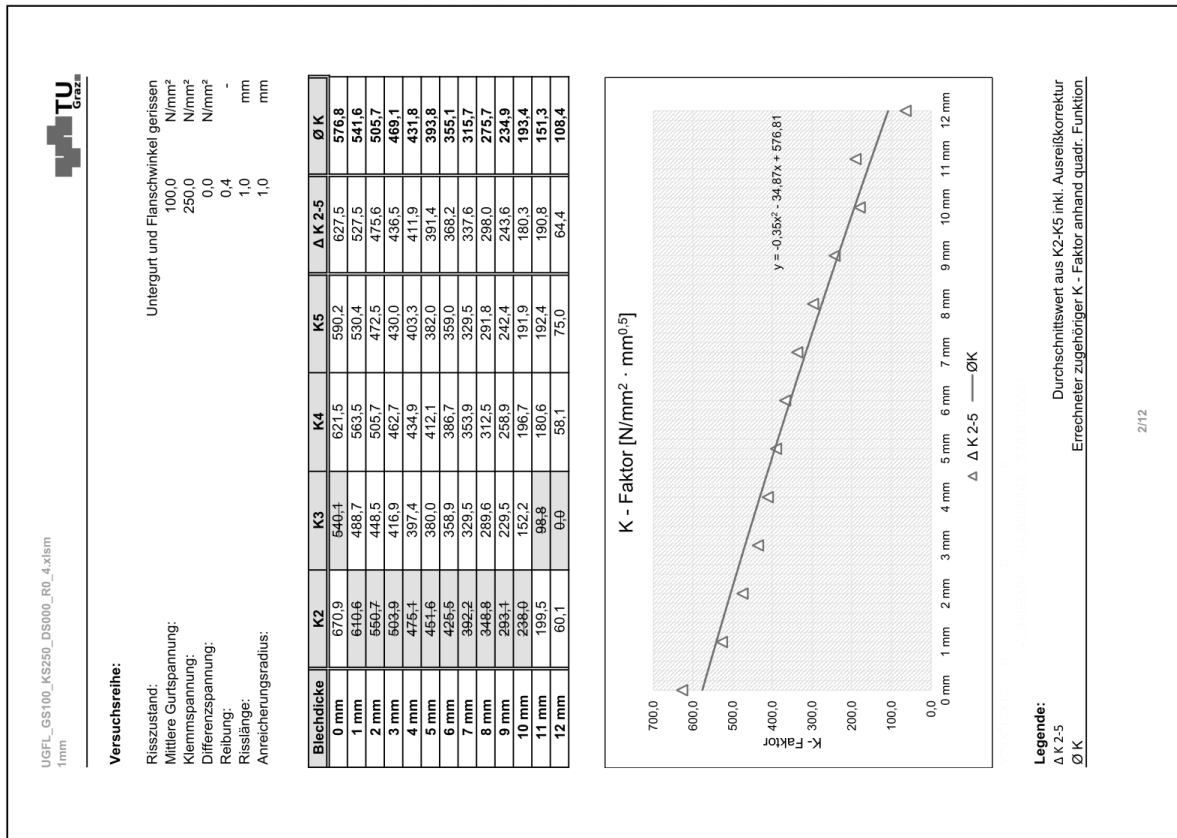 UGFL_GS100_KS250_DS000_R0_4.xlsm
1mm
TU
Graz
Versuchsreihe:
Risszustand: Untergurt und Flanschwinkel gerissen
Mittlere Gurtspannung: 100,0 N/mm²
Klemmspannung: 250,0 N/mm²
Differenzspannung: 0,0 N/mm²
Reibung: 0,4 -
Risslänge: 1,0 mm
Anreicherungsradius: 1,0 mm
Blechdicke K2 K3 K4 K5 Δ K 2-5 Ø K
0 mm 670,9 540,1 621,5 590,2 627,5 576,8
1 mm 610,6 488,7 563,5 530,4 527,5 541,6
2 mm 550,7 448,5 505,7 472,5 475,6 505,7
3 mm 503,9 416,9 462,7 430,0 436,5 469,1
4 mm 475,1 397,4 434,9 403,3 411,9 431,8
5 mm 451,6 380,0 412,1 382,0 391,4 393,8
6 mm 425,5 358,9 386,7 359,0 368,2 355,1
7 mm 392,2 329,5 353,9 329,5 337,6 315,7
8 mm 348,8 289,6 312,5 291,8 298,0 275,7
9 mm 293,1 229,5 258,9 242,4 243,6 234,9
10 mm 238,0 152,2 196,7 191,9 180,3 193,4
11 mm 199,5 98,8 180,6 192,4 190,8 151,3
12 mm 60,1 0,0 58,1 75,0 64,4 108,4
K - Faktor [N/mm² · mm^0.5]
y = -0,35x² - 34,87x + 576,81
K- Faktor
700,0
600,0
500,0
400,0
300,0
200,0
100,0
0,0
0 mm 1 mm 2 mm 3 mm 4 mm 5 mm 6 mm 7 mm 8 mm 9 mm 10 mm 11 mm 12 mm
Δ K 2-5 ØK
Legende:
Δ K 2-5 Durchschnittswert aus K2-K5 inkl. Ausreißkorrektur
Ø K Errechneter zugehöriger K - Faktor anhand quadr. Funktion
2/12